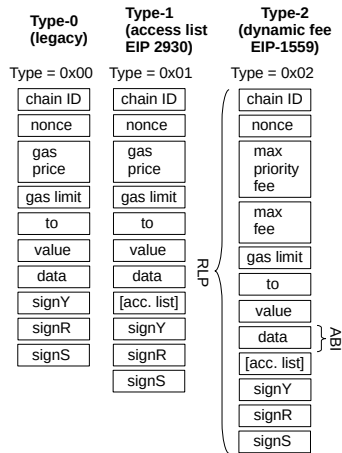 Type-0
(legacy)
Type = 0x00
chain ID
nonce
gas
price
gas limit
to
value
data
signY
signR
signS
Type-1
(access list
EIP 2930)
Type = 0x01
chain ID
nonce
gas
price
gas limit
to
value
data
[acc. list]
signY
signR
signS
Type-2
(dynamic fee
EIP-1559)
Type = 0x02
RLP
chain ID
nonce
max
priority
fee
max
fee
gas limit
to
value
data
ABI
[acc. list]
signY
signR
signS